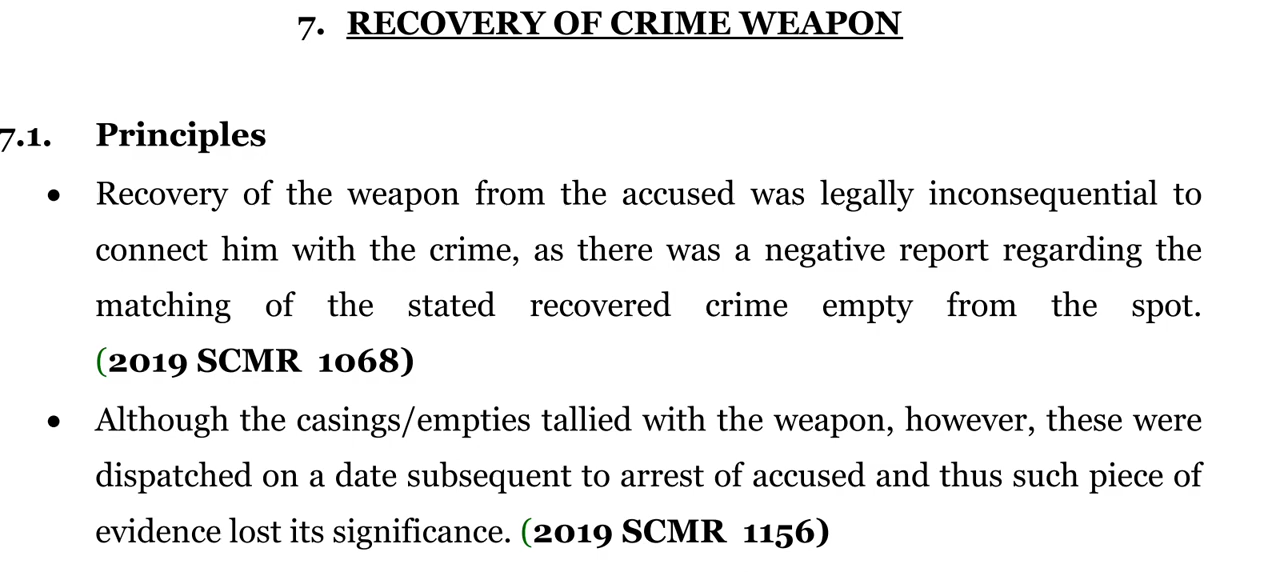 7. RECOVERY OF CRIME WEAPON
7.1. Principles
• Recovery of the weapon from the accused was legally inconsequential to
connect him with the crime, as there was a negative report regarding the
matching of the stated recovered crime empty from the spot.
(2019 SCMR 1068)
• Although the casings/empties tallied with the weapon, however, these were
dispatched on a date subsequent to arrest of accused and thus such piece of
evidence lost its significance. (2019 SCMR 1156)